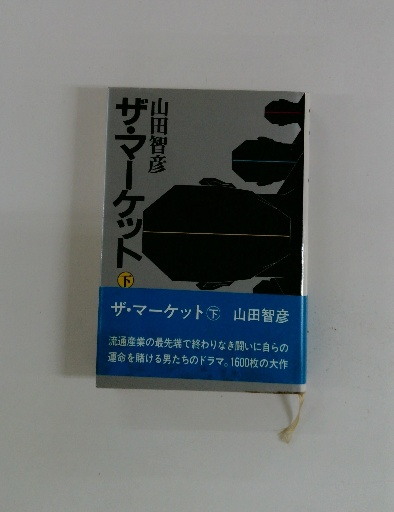 山田智彦
ザ・マーケット
下
ザ・マーケット下 山田智彦
流通産業の最先端で終わりなき闘いに自らの
運命を賭ける男たちのドラマ。1600枚の大作